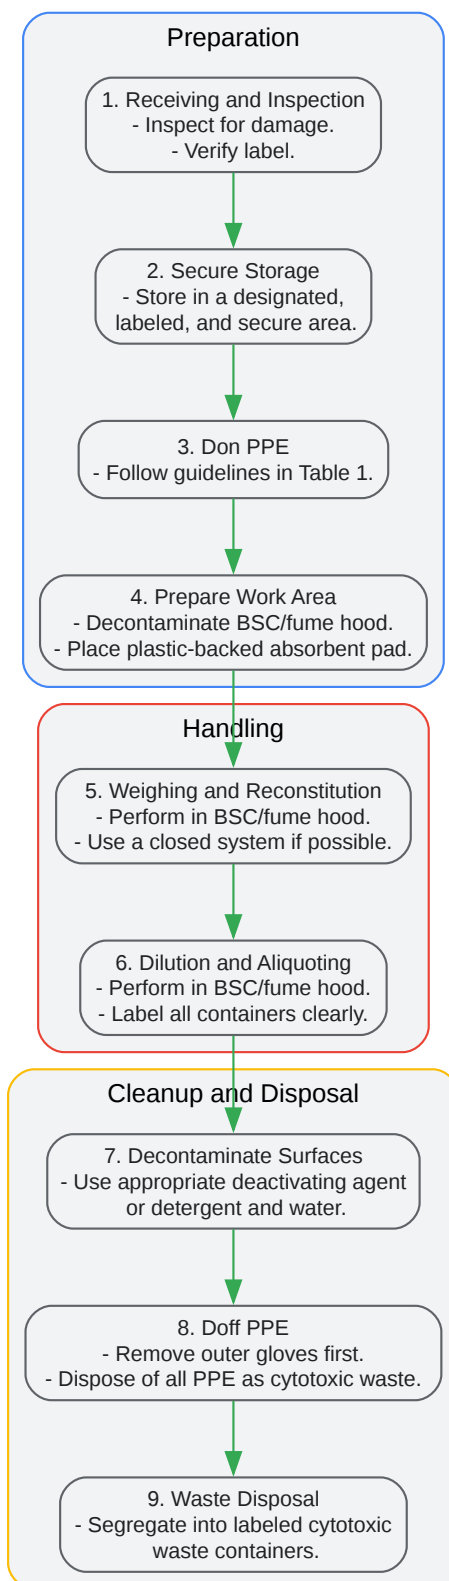 Preparation
1. Receiving and Inspection
- Inspect for damage.
- Verify label.
2. Secure Storage
- Store in a designated,
labeled, and secure area.
3. Don PPE
- Follow guidelines in Table 1.
4. Prepare Work Area
- Decontaminate BSC/fume hood.
- Place plastic-backed absorbent pad.
Handling
5. Weighing and Reconstitution
- Perform in BSC/fume hood.
- Use a closed system if possible.
6. Dilution and Aliquoting
- Perform in BSC/fume hood.
- Label all containers clearly.
Cleanup and Disposal
7. Decontaminate Surfaces
- Use appropriate deactivating agent
or detergent and water.
8. Doff PPE
- Remove outer gloves first.
- Dispose of all PPE as cytotoxic waste.
9. Waste Disposal
- Segregate into labeled cytotoxic
waste containers.